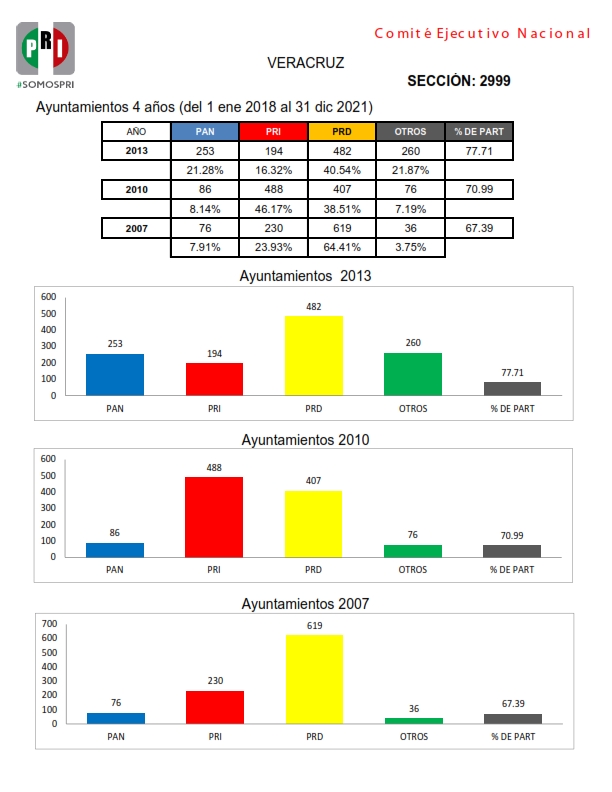 Comité Ejecutivo Nacional
PRI
#SOMOSPRI
VERACRUZ
SECCIÓN: 2999
Ayuntamientos 4 años (del 1 ene 2018 al 31 dic 2021)
AÑO PAN PRI PRD OTROS % DE PART
2013 253 194 482 260 77.71
21.28% 16.32% 40.54% 21.87%
2010 86 488 407 76 70.99
8.14% 46.17% 38.51% 7.19%
2007 76 230 619 36 67.39
7.91% 23.93% 64.41% 3.75%
Ayuntamientos 2013
600
500
400
300
200
100
0
253 194 482 260 77.71
PAN PRI PRD OTROS % DE PART
Ayuntamientos 2010
600
500
400
300
200
100
0
86 488 407 76 70.99
PAN PRI PRD OTROS % DE PART
Ayuntamientos 2007
700
600
500
400
300
200
100
0
76 230 619 36 67.39
PAN PRI PRD OTROS % DE PART